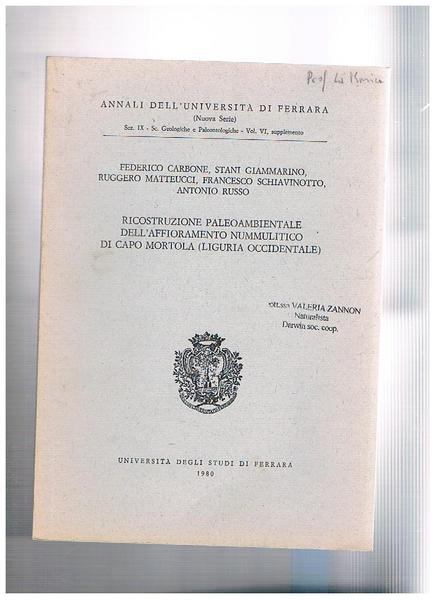 Prof.
ANNALI DELL'UNIVERSITÀ DI FERRARA
(Nuova Serie)
Sez. IX - Sc. Geologiche e Paleontologiche - Vol. VI, supplemento
FEDERICO CARBONE, STANI GIAMMARINO,
RUGGERO MATTEUCCI, FRANCESCO SCHIAVINOTTO,
ANTONIO RUSSO
RICOSTRUZIONE PALEOAMBIENTALE
DELL'AFFIORAMENTO NUMMULITICO
DI CAPO MORTOLA (LIGURIA OCCIDENTALE)
ott.ssa VALERIA ZANNON
Naturalista
Darwin soc. coop.
UNIVERSITÀ DEGLI STUDI DI FERRARA
1980